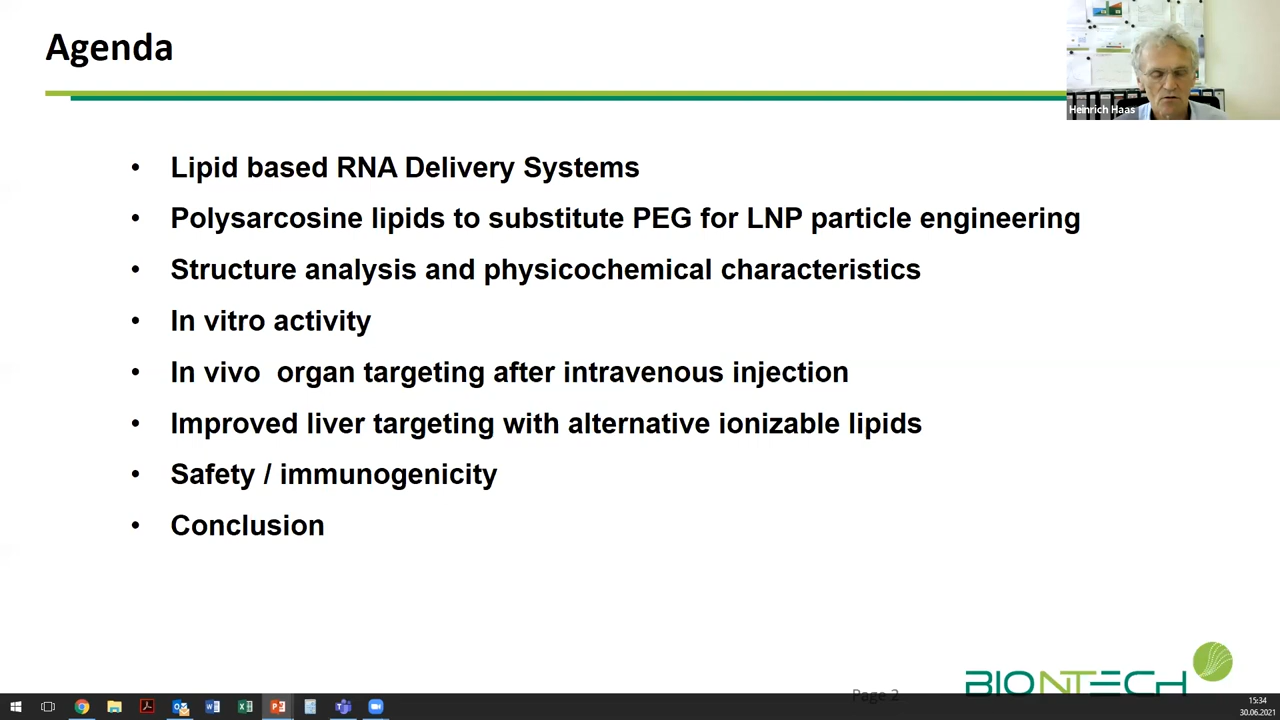 Agenda
Heinrich Haas
• Lipid based RNA Delivery Systems
• Polysarcosine lipids to substitute PEG for LNP particle engineering
• Structure analysis and physicochemical characteristics
• In vitro activity
• In vivo  organ targeting after intravenous injection
• Improved liver targeting with alternative ionizable lipids
• Safety / immunogenicity
• Conclusion
BIONTECH
Page 2
15:34
30.06.2021